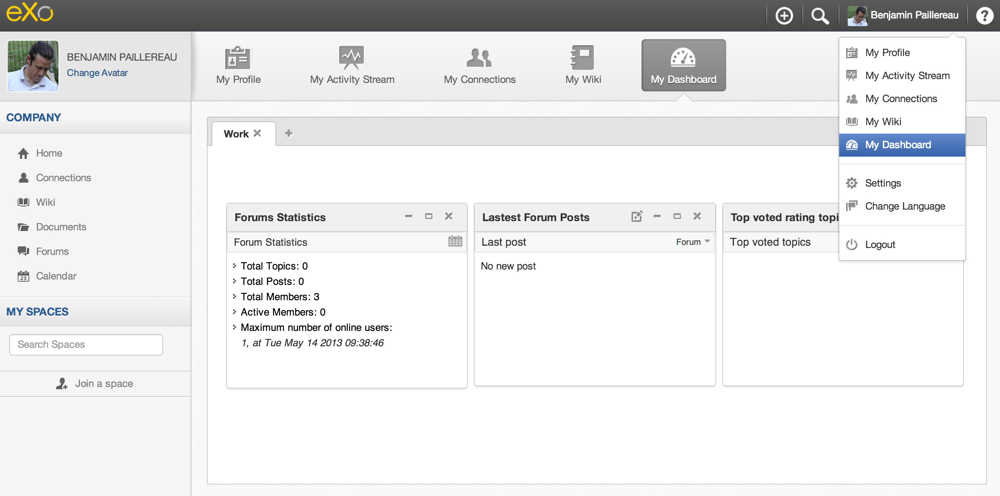 eXo
Benjamin Paillereau
?
BENJAMIN PAILLEREAU
Change Avatar
My Profile
My Activity Stream
My Connections
My Wiki
My Dashboard
My Profile
My Activity Stream
My Connections
My Wiki
My Dashboard
Settings
Change Language
Logout
COMPANY
Home
Connections
Wiki
Documents
Forums
23 Calendar
MY SPACES
Search Spaces
Join a space
Work
Forums Statistics
Forum Statistics
Total Topics: 0
Total Posts: 0
Total Members: 3
Active Members: 0
Maximum number of online users:
1, at Tue May 14 2013 09:38:46
Lastest Forum Posts
Last post Forum
No new post
Top voted rating topi
Top voted topics